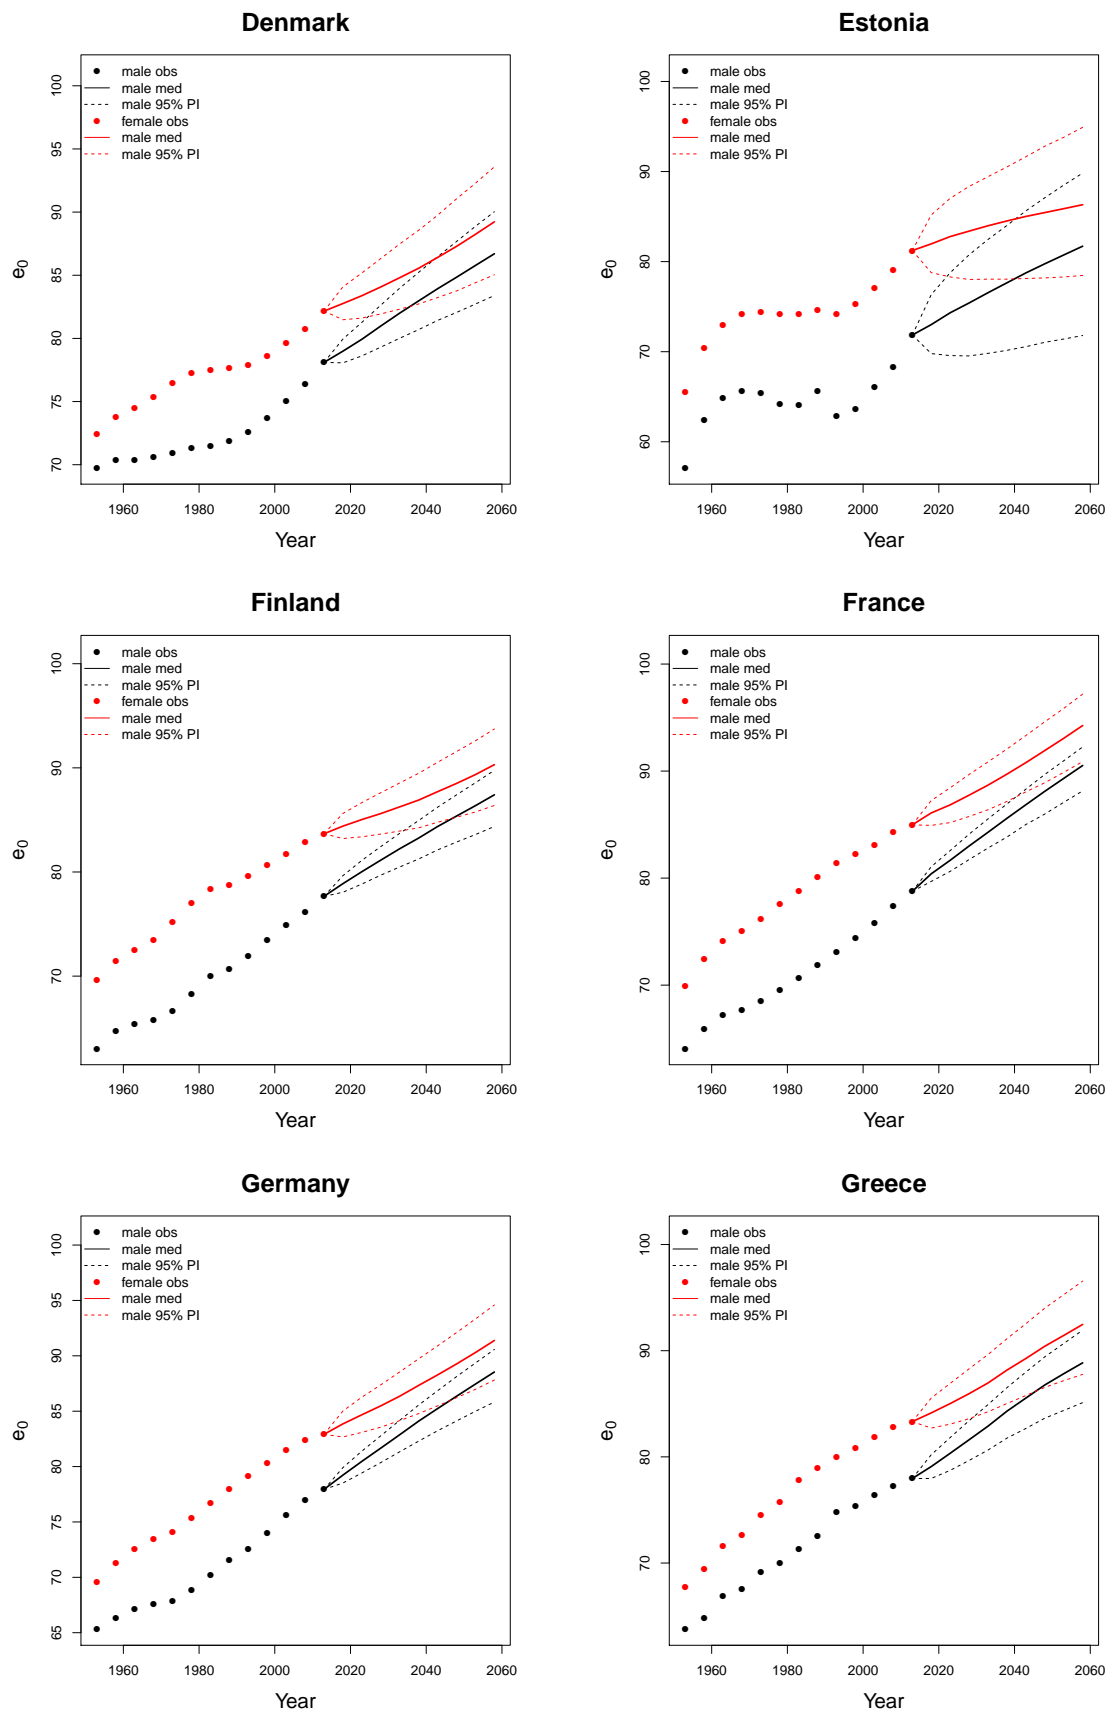 Denmark
100
95
90
85
80
75
70
e0
male obs
male med
male 95% PI
female obs
male med
male 95% PI
1960 1980 2000 2020 2040 2060
Year
Estonia
100
90
80
70
60
e0
male obs
male med
male 95% PI
female obs
male med
male 95% PI
1960 1980 2000 2020 2040 2060
Year
Finland
100
90
80
70
e0
male obs
male med
male 95% PI
female obs
male med
male 95% PI
1960 1980 2000 2020 2040 2060
Year
France
100
90
80
70
e0
male obs
male med
male 95% PI
female obs
male med
male 95% PI
1960 1980 2000 2020 2040 2060
Year
Germany
100
95
90
85
80
75
70
65
e0
male obs
male med
male 95% PI
female obs
male med
male 95% PI
1960 1980 2000 2020 2040 2060
Year
Greece
100
90
80
70
e0
male obs
male med
male 95% PI
female obs
male med
male 95% PI
1960 1980 2000 2020 2040 2060
Year